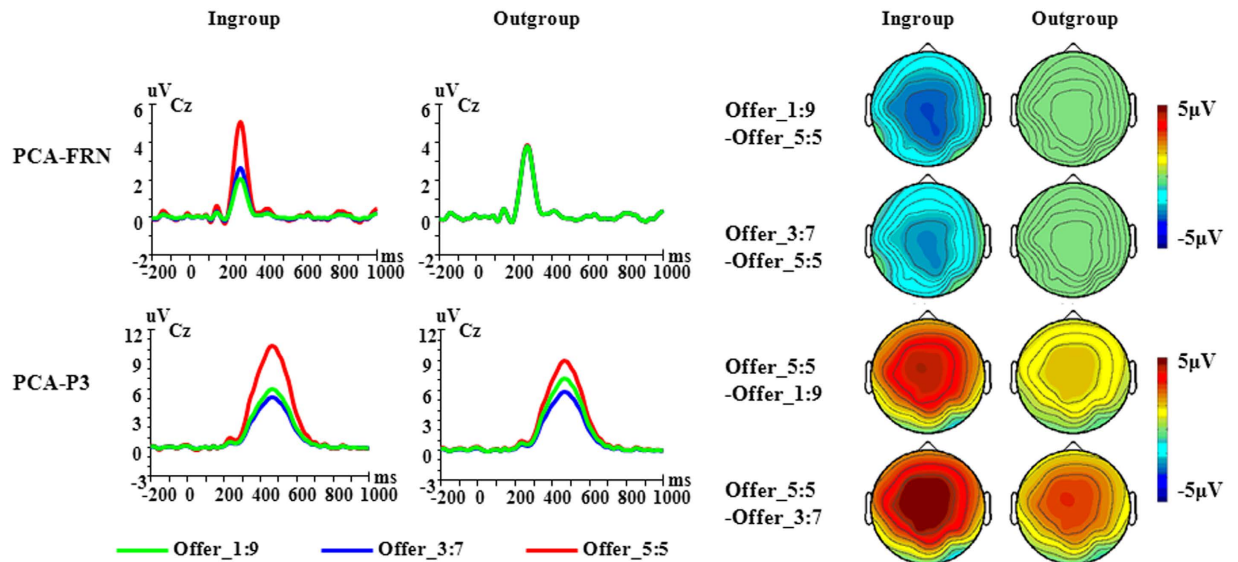 Ingroup
Outgroup
Ingroup
Outgroup
PCA-FRN
uV
Cz
6
4
2
0
-2
-200 0 200 400 600 800 1000
ms
uV
Cz
6
4
2
0
-2
-200 0 200 400 600 800 1000
ms
Offer_1:9
-Offer_5:5
Offer_3:7
-Offer_5:5
5μV
-5μV
PCA-P3
uV
Cz
12
9
6
3
0
-3
-200 0 200 400 600 800 1000
ms
uV
Cz
12
9
6
3
0
-3
-200 0 200 400 600 800 1000
ms
Offer_5:5
-Offer_1:9
Offer_5:5
-Offer_3:7
5μV
-5μV
Offer_1:9
Offer_3:7
Offer_5:5